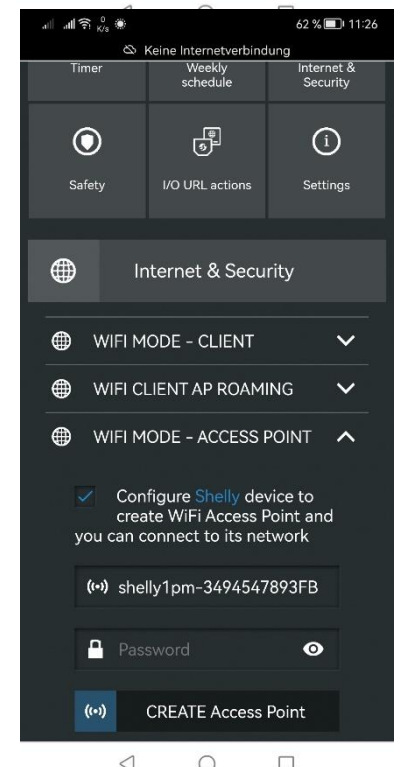 0
K/s
62 % 11:26
Keine Internetverbindung
Timer
Weekly
schedule
Internet &
Security
Safety
I/O URL actions
Settings
Internet & Security
WIFI MODE - CLIENT
WIFI CLIENT AP ROAMING
WIFI MODE - ACCESS POINT
Configure Shelly device to
create WiFi Access Point and
you can connect to its network
shelly1pm-3494547893FB
Password
CREATE Access Point